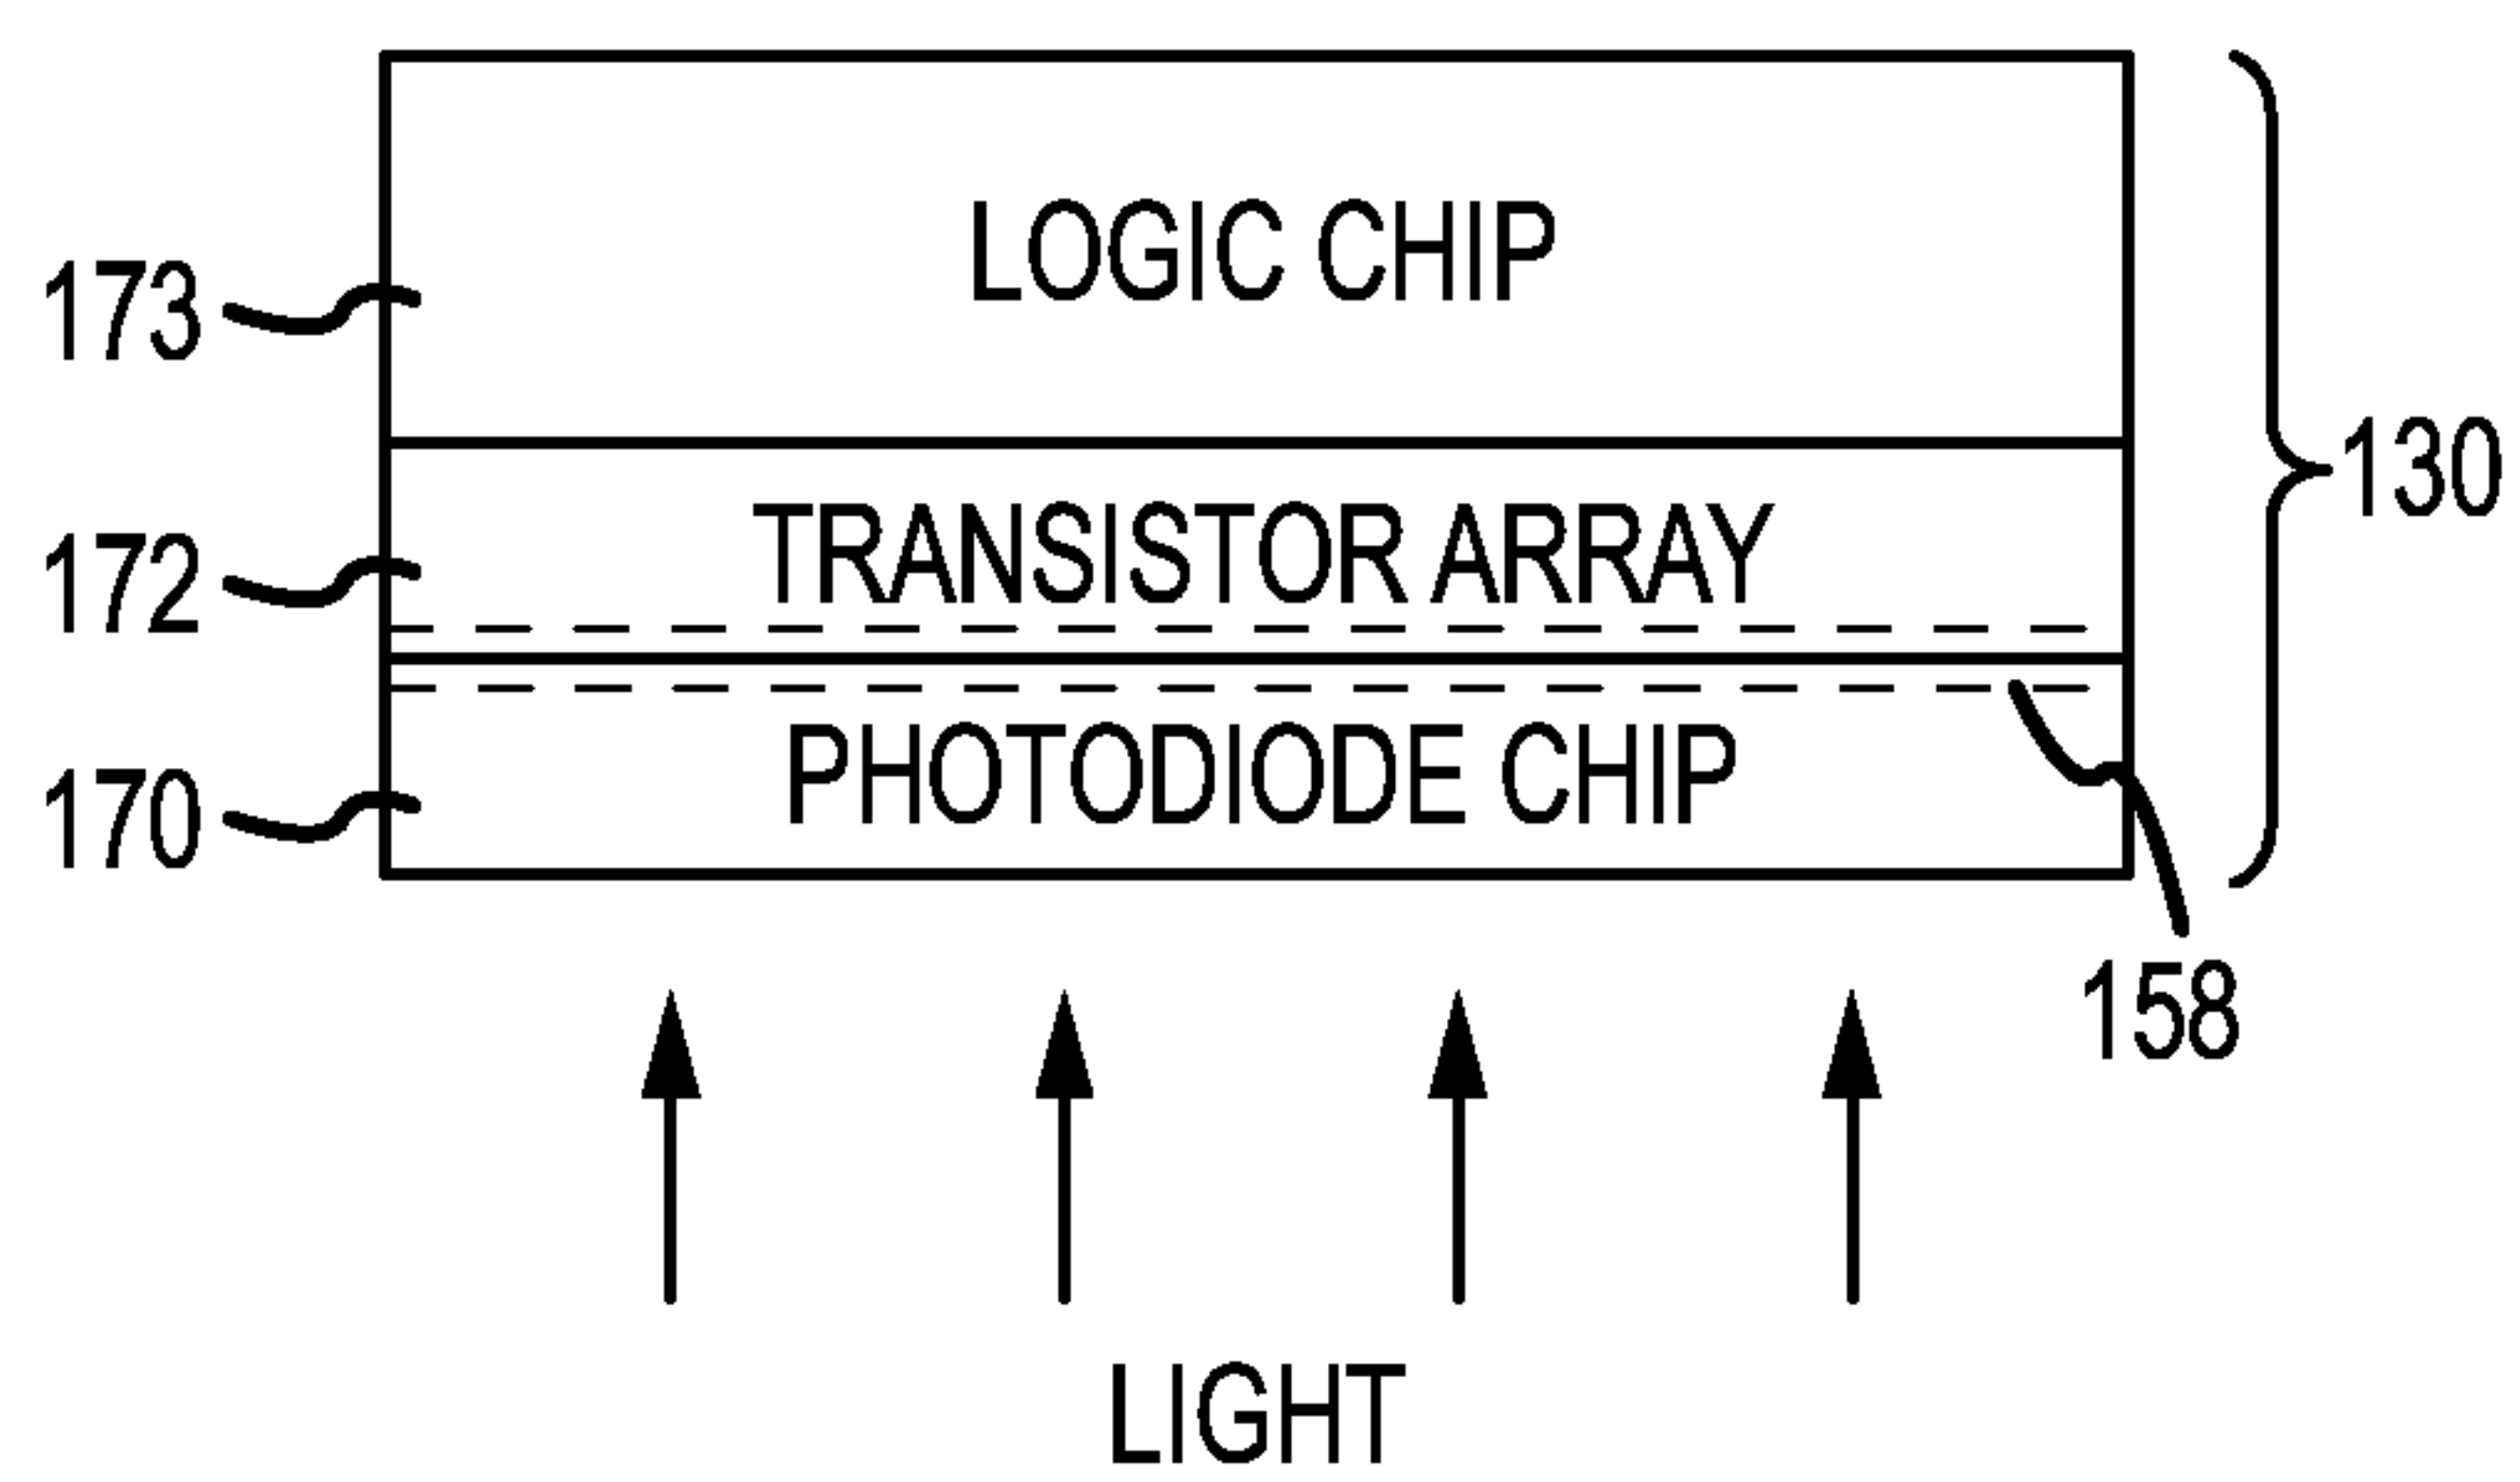 LOGIC CHIP
173
130
TRANSISTOR ARRAY
172
PHOTODIODE CHIP
170
158
LIGHT